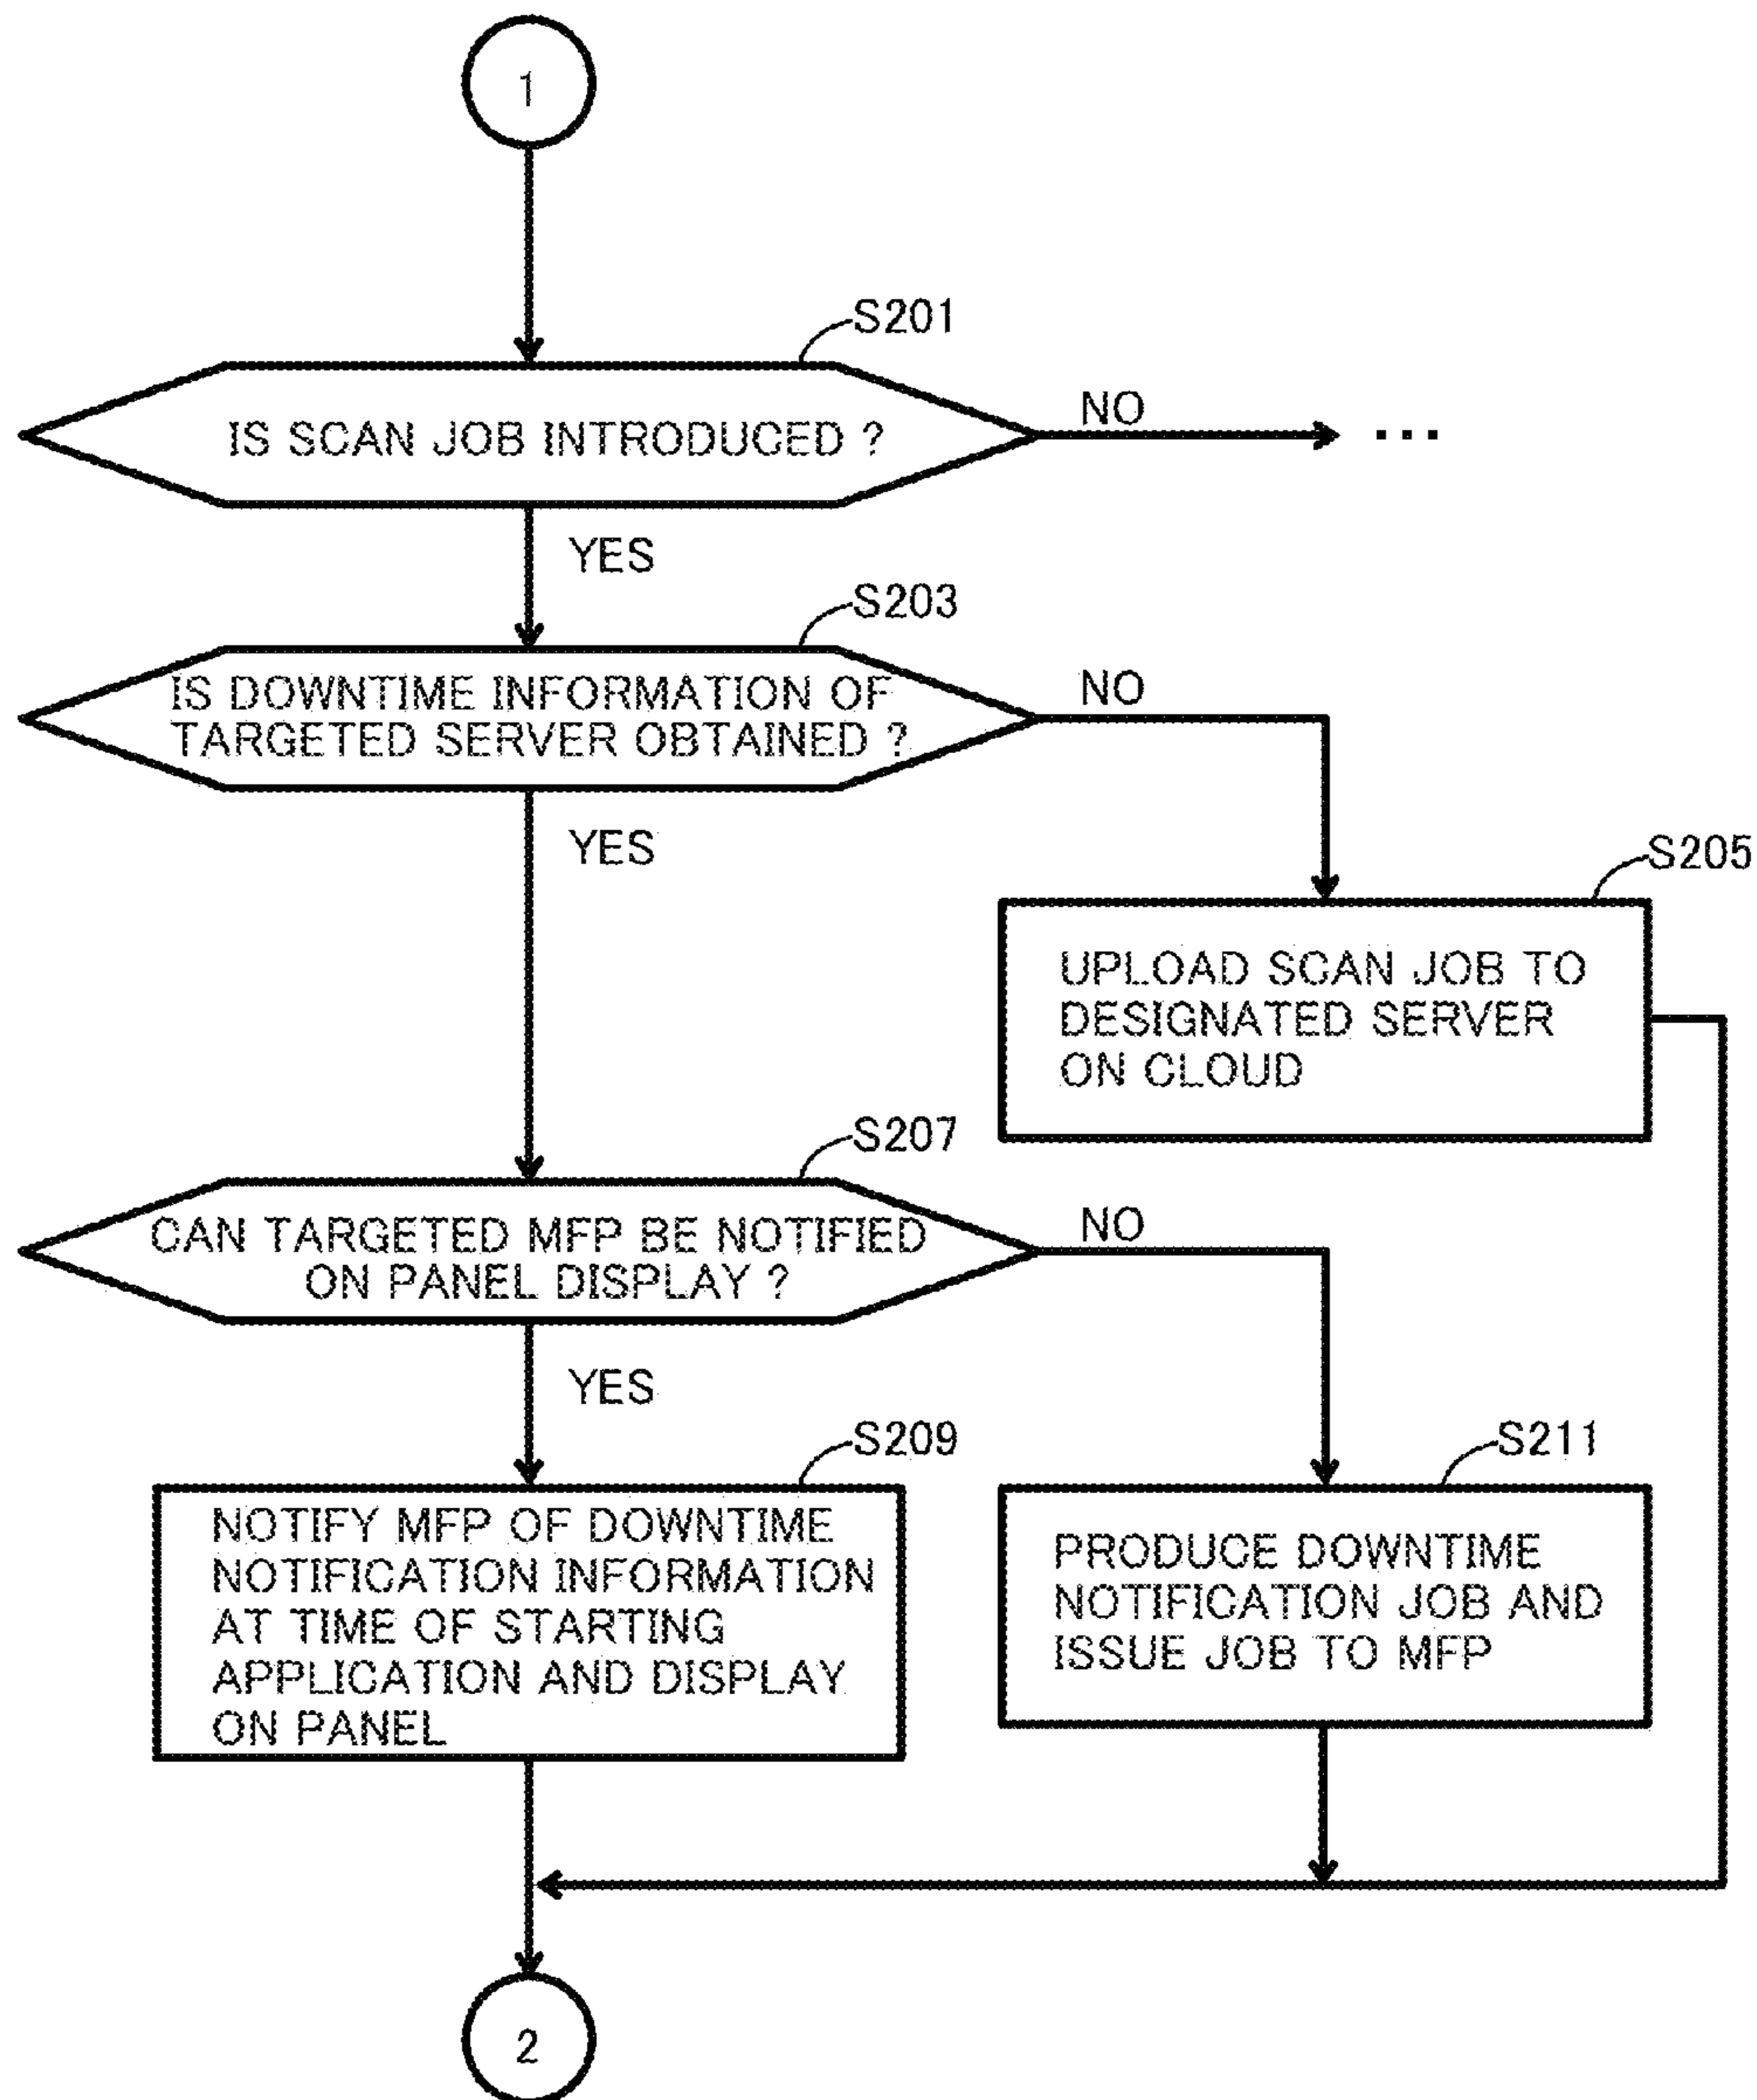 1
S201
IS SCAN JOB INTRODUCED ?
NO
...
YES
S203
IS DOWNTIME INFORMATION OF
TARGETED SERVER OBTAINED ?
NO
YES
S205
UPLOAD SCAN JOB TO
DESIGNATED SERVER
ON CLOUD
S207
CAN TARGETED MFP BE NOTIFIED
ON PANEL DISPLAY ?
NO
YES
S209
NOTIFY MFP OF DOWNTIME
NOTIFICATION INFORMATION
AT TIME OF STARTING
APPLICATION AND DISPLAY
ON PANEL
S211
PRODUCE DOWNTIME
NOTIFICATION JOB AND
ISSUE JOB TO MFP
2